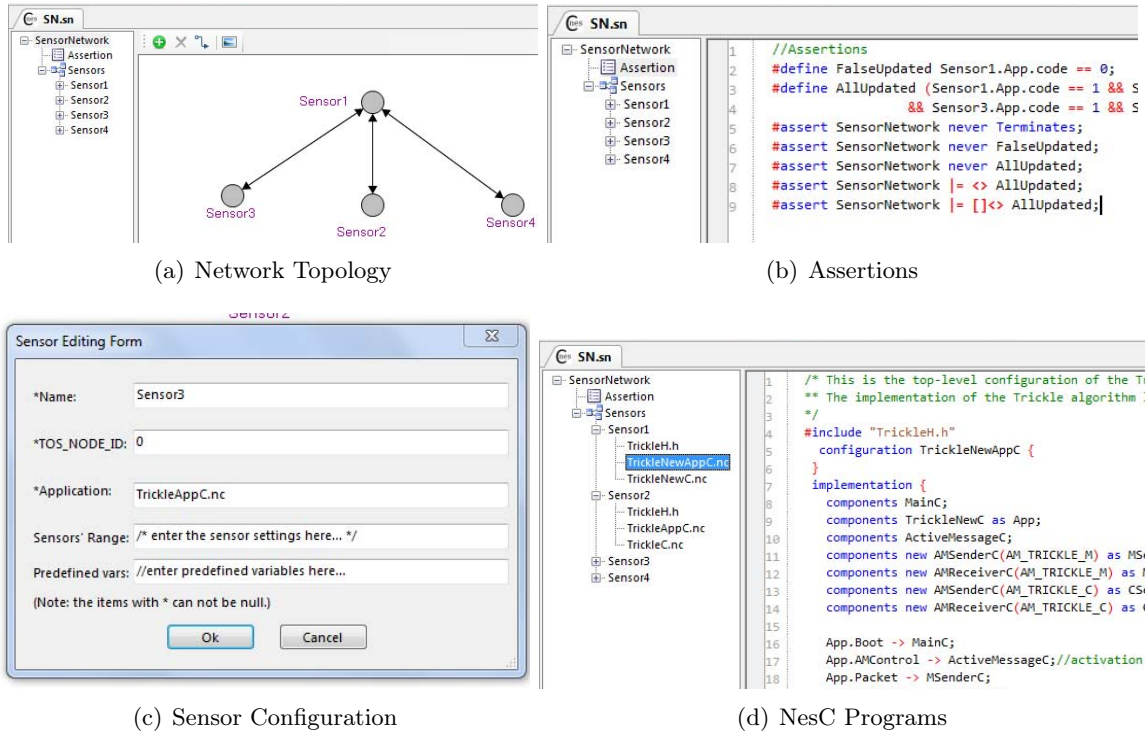 SN.sn
SensorNetwork
Assertion
Sensors
Sensor1
Sensor2
Sensor3
Sensor4
Sensor1
Sensor3
Sensor2
Sensor4
(a) Network Topology
SN.sn
SensorNetwork
Assertion
Sensors
Sensor1
Sensor2
Sensor3
Sensor4
1 //Assertions
2 #define FalseUpdated Sensor1.App.code == 0;
3 #define AllUpdated (Sensor1.App.code == 1 && S
4 && Sensor3.App.code == 1 && S
5 #assert SensorNetwork never Terminates;
6 #assert SensorNetwork never FalseUpdated;
7 #assert SensorNetwork never AllUpdated;
8 #assert SensorNetwork |= <> AllUpdated;
9 #assert SensorNetwork |= []<> AllUpdated;
(b) Assertions
Sensor2
Sensor Editing Form
*Name: Sensor3
*TOS_NODE_ID: 0
*Application: TrickleAppC.nc
Sensors' Range: /* enter the sensor settings here... */
Predefined vars: //enter predefined variables here...
(Note: the items with * can not be null.)
Ok Cancel
(c) Sensor Configuration
SN.sn
SensorNetwork
Assertion
Sensors
Sensor1
TrickleH.h
TrickleNewAppC.nc
TrickleNewC.nc
Sensor2
TrickleH.h
TrickleAppC.nc
TrickleC.nc
Sensor3
Sensor4
1 /* This is the top-level configuration of the T
2 ** The implementation of the Trickle algorithm
3 */
4 #include "TrickleH.h"
5 configuration TrickleNewAppC {
6 }
7 implementation {
8 components MainC;
9 components TrickleNewC as App;
10 components ActiveMessageC;
11 components new AMSenderC(AM_TRICKLE_M) as MSe
12 components new AMReceiverC(AM_TRICKLE_M) as M
13 components new AMSenderC(AM_TRICKLE_C) as CSe
14 components new AMReceiverC(AM_TRICKLE_C) as C
15
16 App.Boot -> MainC;
17 App.AMControl -> ActiveMessageC;//activation
18 App.Packet -> MSenderC;
(d) NesC Programs